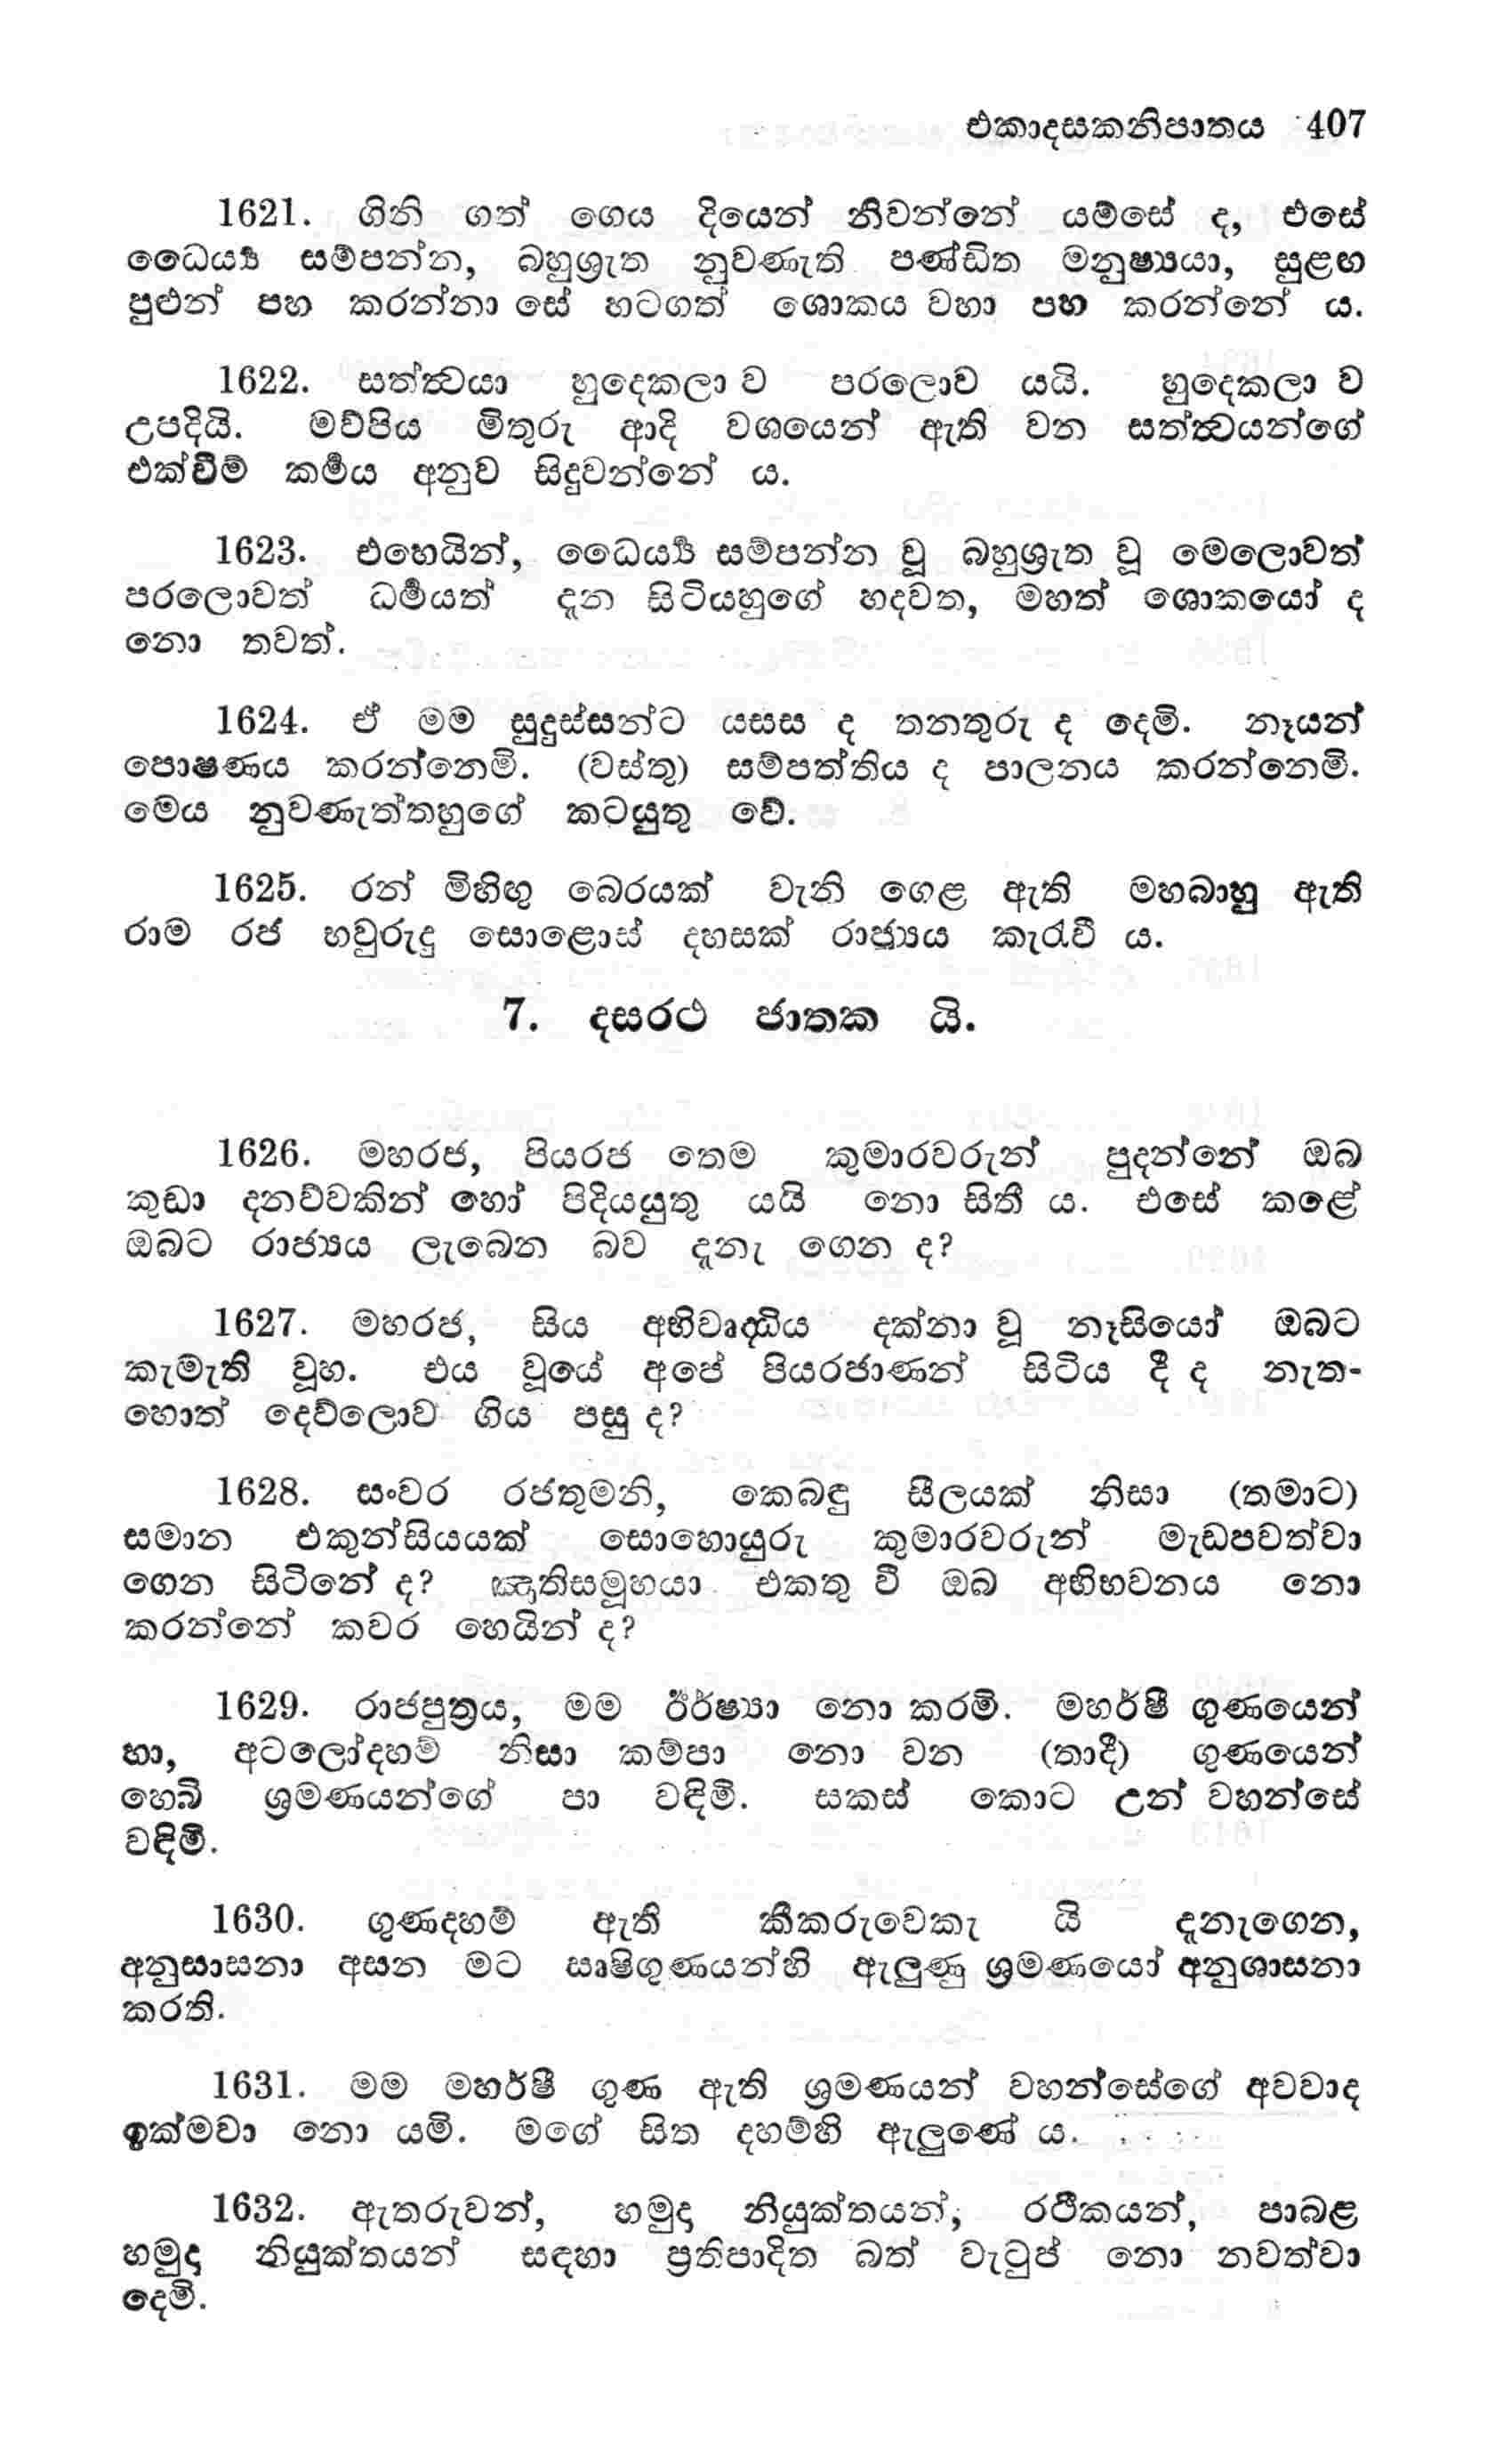 එකාදසකනිපාතය 407
1621. ගිනි ගත් ගෙය දියෙන් නිවන්නේ යම්සේ ද, එසේ
ධෛර්‍ය්‍ය සම්පන්න, බහුශ්‍රැත නුවණැති පණ්ඩිත මනුෂ්‍යයා, සුළඟ
පුළුන් පහ කරන්නා සේ හටගත් ශොකය වහා පහ කරන්නේ ය.
1622. සත්ත්‍වයා හුදෙකලා ව පරලොව යයි. හුදෙකලා ව
උපදියි. මව්පිය මිතුරු ආදි වශයෙන් ඇති වන සත්ත්‍වයන්ගේ
එක්වීම් කර්‍මය අනුව සිදුවන්නේ ය.
1623. එහෙයින්, ධෛර්‍ය්‍ය සම්පන්න වූ බහුශ්‍රැත වූ මෙලොවත්
පරලොවත් ධර්‍මයත් දැන සිටියහුගේ හදවත, මහත් ශොකයෝ ද
නො තවත්.
1624. ඒ මම සුදුස්සන්ට යසස ද තනතුරු ද දෙමි. නෑයන්
පොෂණය කරන්නෙමි. (වස්තු) සම්පත්තිය ද පාලනය කරන්නෙමි.
මෙය නුවණැත්තහුගේ කටයුතු වේ.
1625. රන් මිහිඟු බෙරයක් වැනි ගෙළ ඇති මහබාහු ඇති
රාම රජ හවුරුදු සොළොස් දහසක් රාජ්‍යය කැරැවී ය.
7. දසරථ ජාතක යි.
1626. මහරජ, පියරජ තෙම කුමාරවරුන් පුදන්නේ ඔබ
කුඩා දනව්වකින් හෝ පිදියයුතු යයි නො සිතී ය. එසේ කළේ
ඔබට රාජ්‍යය ලැබෙන බව දැනැ ගෙන ද?
1627. මහරජ, සිය අභිවෘද්ධිය දක්නා වූ නෑසියෝ ඔබට
කැමැති වූහ. එය වූයේ අපේ පියරජාණන් සිටිය දී ද නැත-
හොත් දෙව්ලොව ගිය පසු ද?
1628. සංවර රජතුමනි, කෙබඳු සීලයක් නිසා (තමාට)
සමාන එකුන්සියයක් සොහොයුරු කුමාරවරුන් මැඩපවත්වා
ගෙන සිටිනේ ද? ඤාතිසමූහයා එකතු වී ඔබ අභිභවනය නො
කරන්නේ කවර හෙයින් ද?
1629. රාජපුත්‍රය, මම ඊර්ෂ්‍යා නො කරමි. මහර්ෂී ගුණයෙන්
හා, අටලෝදහම් නිසා කම්පා නො වන (තාදී) ගුණයෙන්
හෙබි ශ්‍රමණයන්ගේ පා වඳිමි. සකස් කොට උන් වහන්සේ
වඳිමි.
1630. ගුණදහම් ඇති කීකරුවෙකැ යි දැනැගෙන,
අනුසාසනා අසන මට සෘෂිගුණයන්හි ඇලුණු ශ්‍රමණයෝ අනුශාසනා
කරති.
1631. මම මහර්ෂී ගුණ ඇති ශ්‍රමණයන් වහන්සේගේ අවවාද
ඉක්මවා නො යමි. මගේ සිත දහම්හි ඇලුණේ ය.
1632. ඇතරුවන්, හමුදා නියුක්තයන්, රථිකයන්, පාබළ
හමුදා නියුක්තයන් සඳහා ප්‍රතිපාදිත බත් වැටුප් නො නවත්වා
දෙමි.